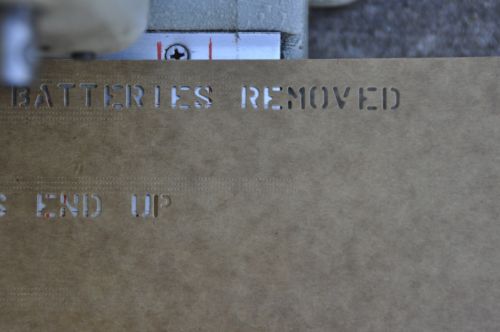 BATTERIES REMOVED
S END UP